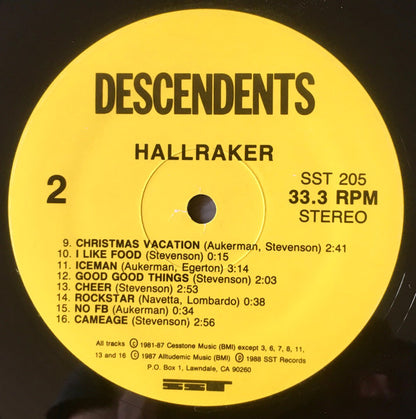 DESCENDENTS
HALLRAKER
2
SST 205
33.3 RPM
STEREO
9. CHRISTMAS VACATION (Aukerman, Stevenson) 2:41
10. I LIKE FOOD (Stevenson) 0:15
11. ICEMAN (Aukerman, Egerton) 3:14
12. GOOD GOOD THINGS (Stevenson) 2:03
13. CHEER (Stevenson) 2:53
14. ROCKSTAR (Navetta, Lombardo) 0:38
15. NO FB (Aukerman) 0:34
16. CAMEAGE (Stevenson) 2:56
All tracks ⓒ 1981-87 Cesstone Music (BMI) except 3, 6, 7, 8, 11,
13 and 16 ⓒ 1987 Alltudemic Music (BMI) ⓟ 1988 SST Records
P.O. Box 1, Lawndale, CA 90260
SST